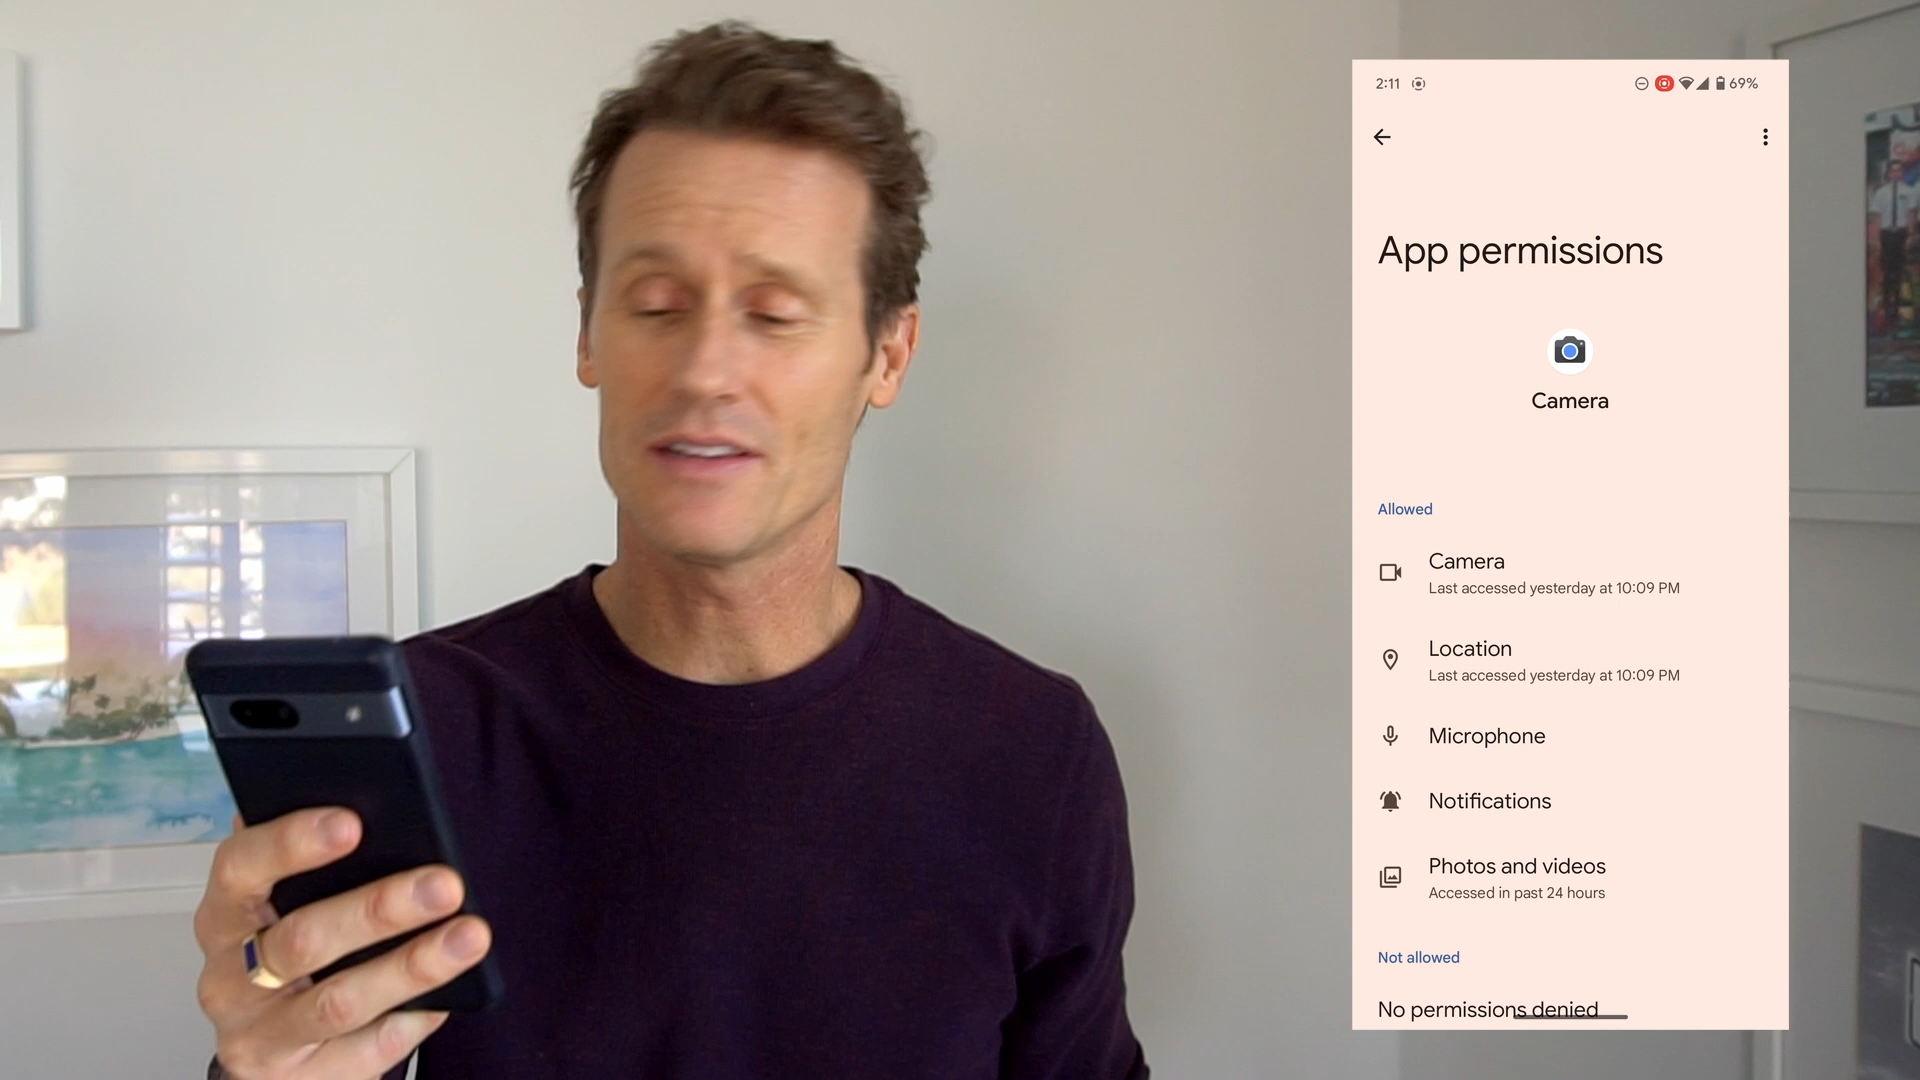 2:11
69%
App permissions
Camera
Allowed
Camera
Last accessed yesterday at 10:09 PM
Location
Last accessed yesterday at 10:09 PM
Microphone
Notifications
Photos and videos
Accessed in past 24 hours
Not allowed
No permissions denied